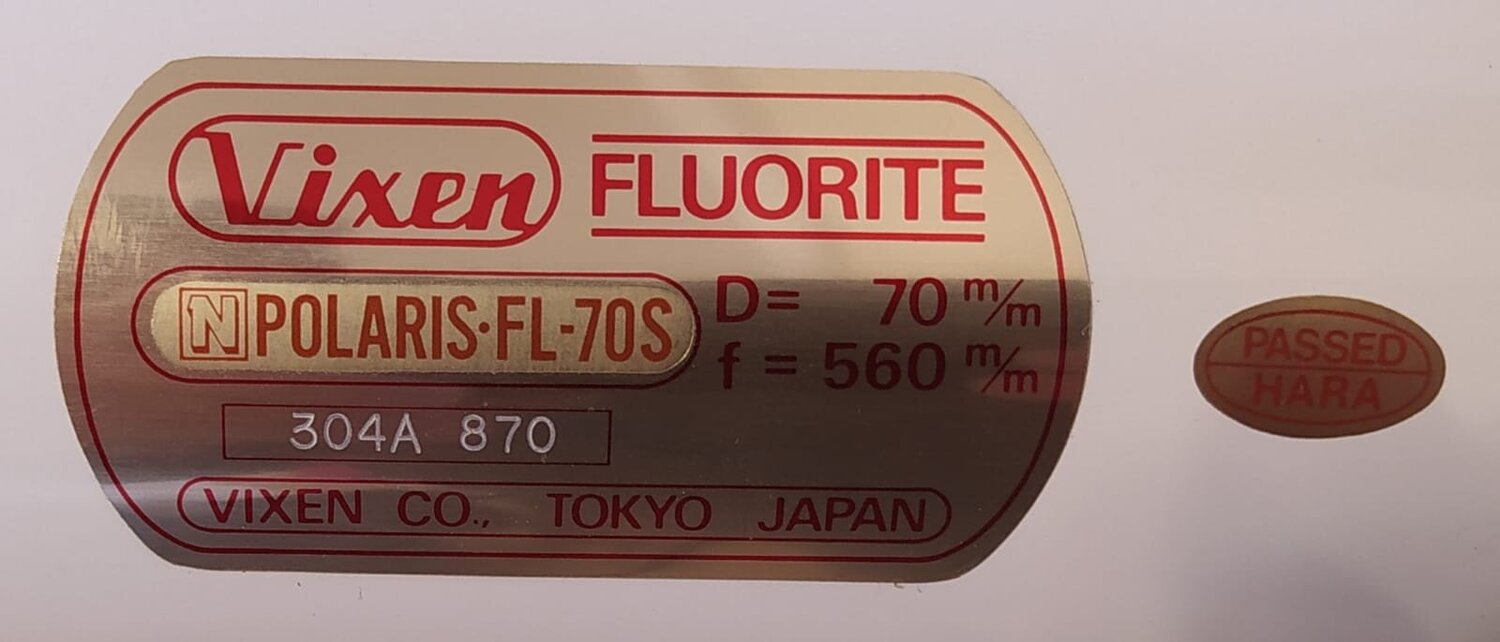 Vixen FLUORITE
N POLARIS·FL-70S
D= 70 m/m
f = 560 m/m
304A 870
VIXEN CO., TOKYO JAPAN
PASSED
HARA